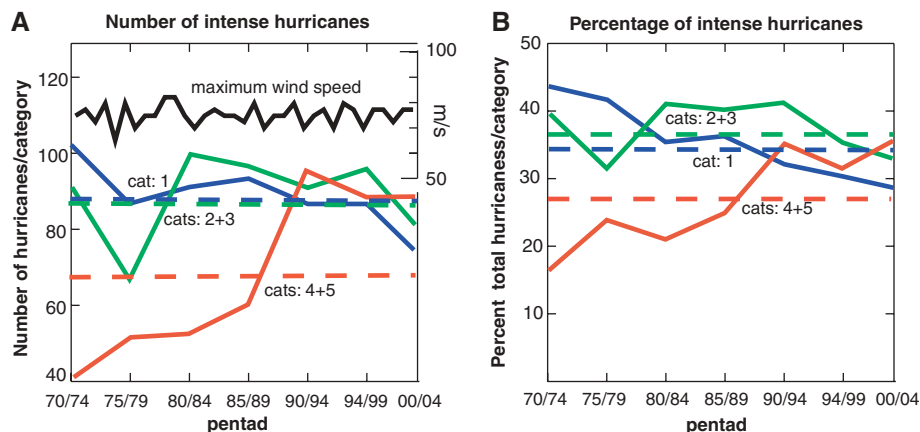 A
Number of intense hurricanes
Number of hurricanes/category
120
100
80
60
40
100
50
m/s
maximum wind speed
cat: 1
cats: 2+3
cats: 4+5
70/74 75/79 80/84 85/89 90/94 94/99 00/04
pentad
B
Percentage of intense hurricanes
Percent total hurricaness/category
50
40
30
20
10
cats: 2+3
cat: 1
cats: 4+5
70/74 75/79 80/84 85/89 90/94 94/99 00/04
pentad